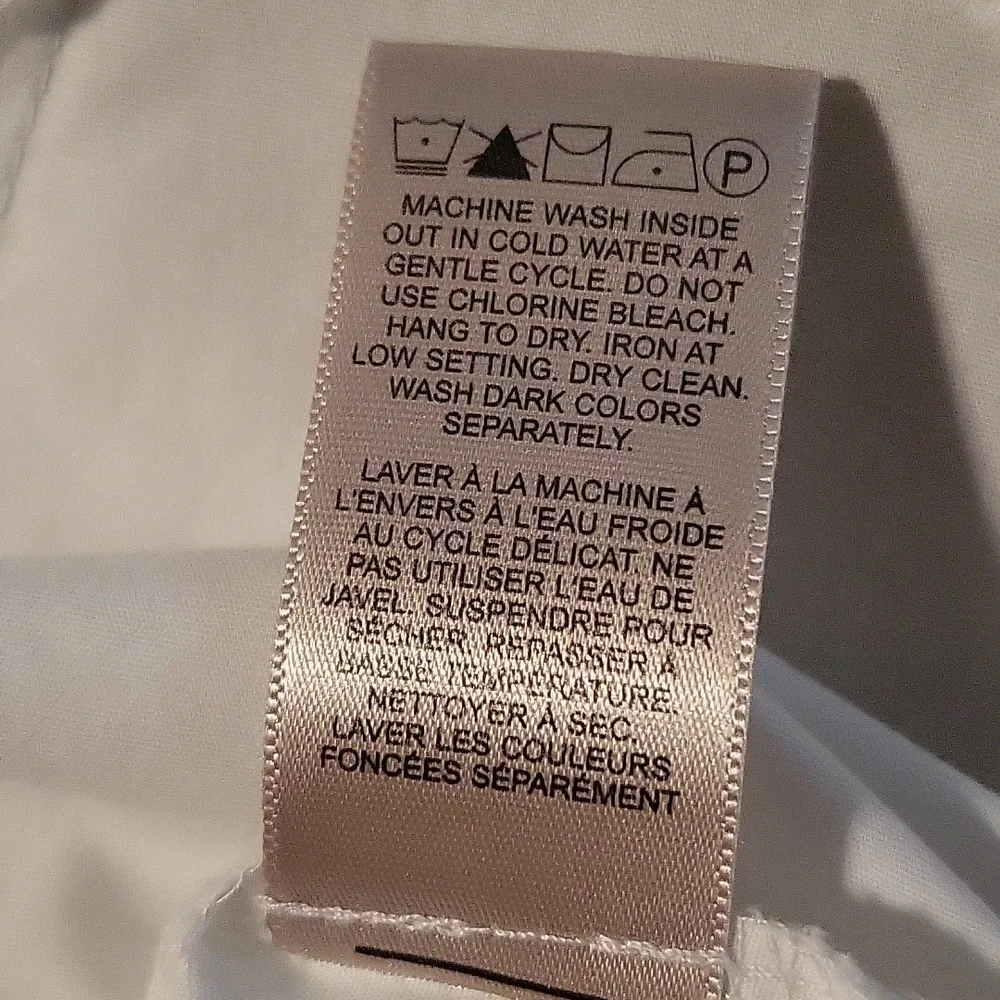 P
MACHINE WASH INSIDE
OUT IN COLD WATER AT A
GENTLE CYCLE. DO NOT
USE CHLORINE BLEACH.
HANG TO DRY. IRON AT
LOW SETTING. DRY CLEAN.
WASH DARK COLORS
SEPARATELY.
LAVER À LA MACHINE À
L'ENVERS À L'EAU FROIDE
AU CYCLE DÉLICAT. NE
PAS UTILISER L'EAU DE
JAVEL. SUSPENDRE POUR
SÉCHER. REPASSER À
BASSE TEMPÉRATURE.
NETTOYER À SEC.
LAVER LES COULEURS
FONCÉES SÉPARÉMENT